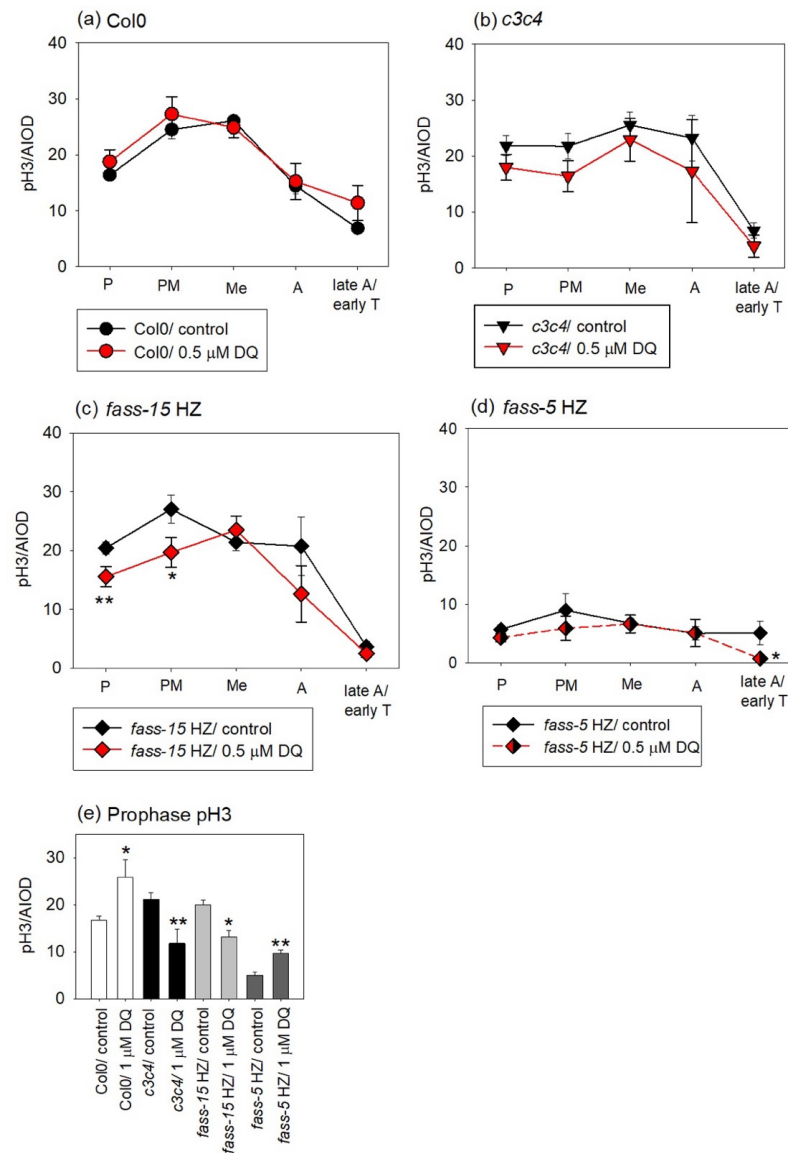 (a) Col0
pH3/AIOD
40
30
20
10
0
P PM Me A late A/
early T
Col0/ control
Col0/ 0.5 μM DQ
(b) c3c4
pH3/AIOD
40
30
20
10
0
P PM Me A late A/
early T
c3c4/ control
c3c4/ 0.5 μM DQ
(c) fass-15 HZ
pH3/AIOD
40
30
20
10
0
**
*
P PM Me A late A/
early T
fass-15 HZ/ control
fass-15 HZ/ 0.5 μM DQ
(d) fass-5 HZ
pH3/AIOD
40
30
20
10
0
*
P PM Me A late A/
early T
fass-5 HZ/ control
fass-5 HZ/ 0.5 μM DQ
(e) Prophase pH3
pH3/AIOD
30
20
10
0
*
**
*
**
Col0/ control
Col0/ 1 μM DQ
c3c4/ control
c3c4/ 1 μM DQ
fass-15 HZ/ control
fass-15 HZ/ 1 μM DQ
fass-5 HZ/ control
fass-5 HZ/ 1 μM DQ